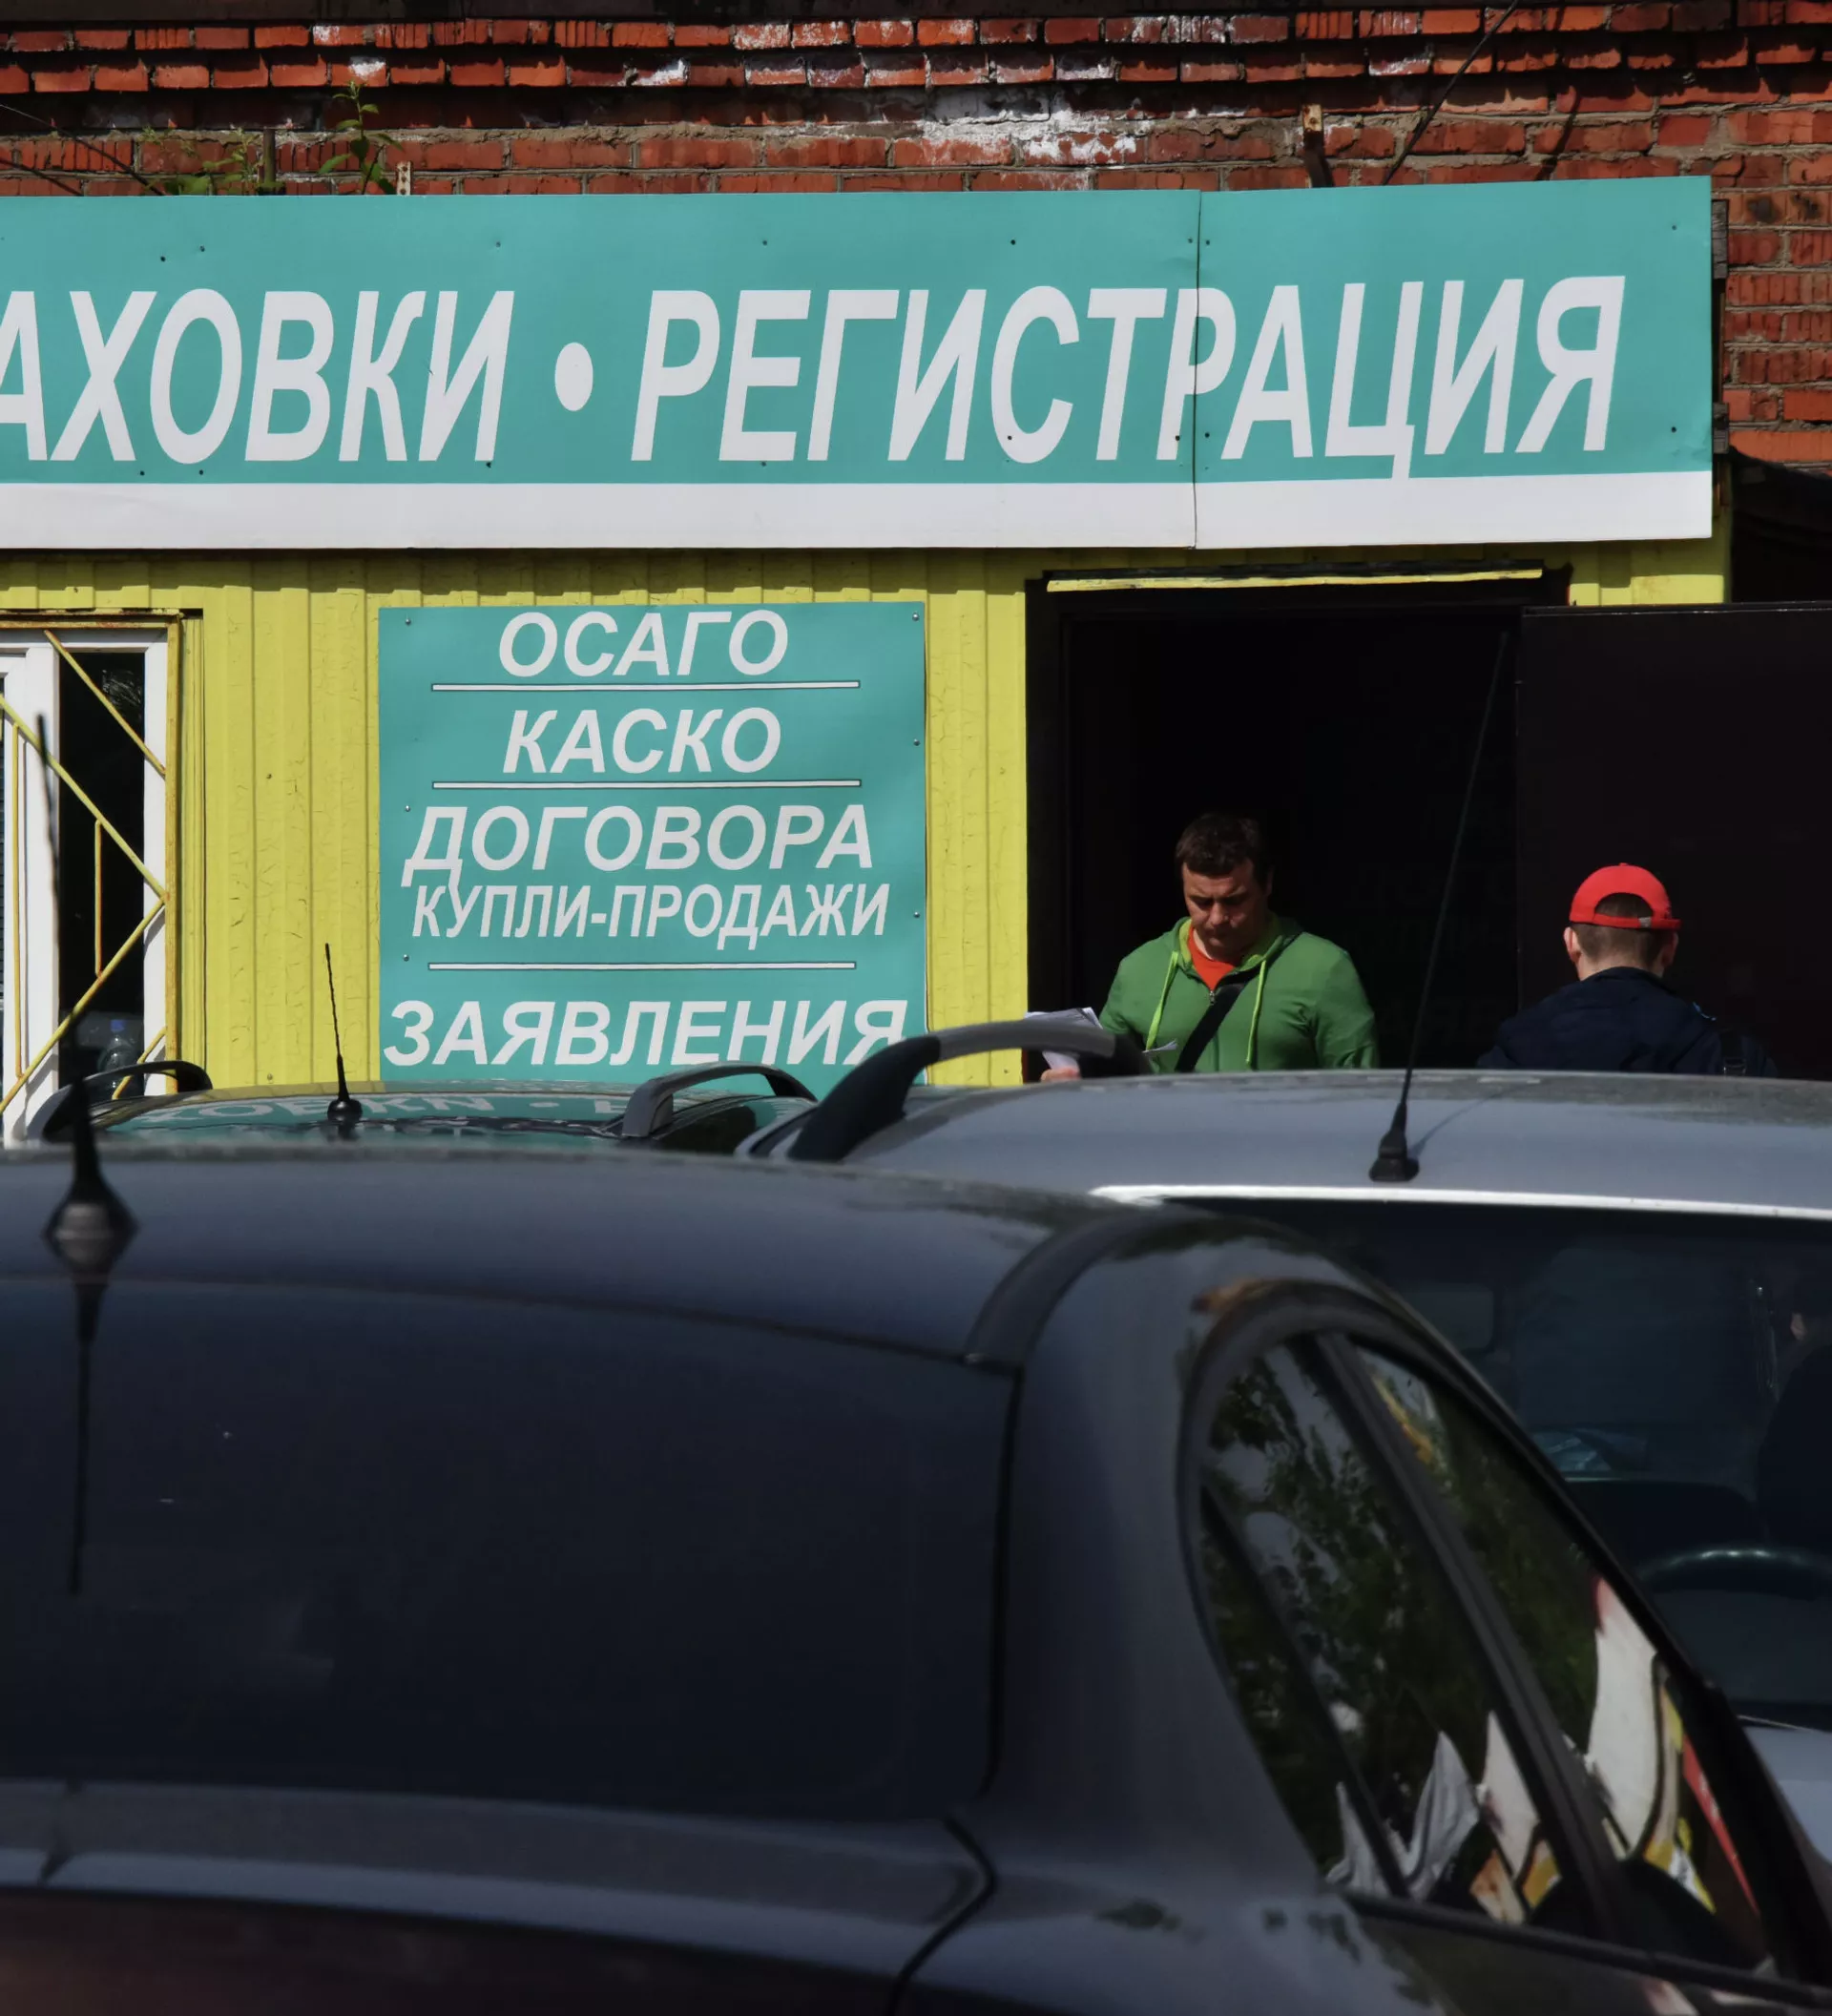 АХОВКИ • РЕГИСТРАЦИЯ
ОСАГО
КАСКО
ДОГОВОРА
КУПЛИ-ПРОДАЖИ
ЗАЯВЛЕНИЯ